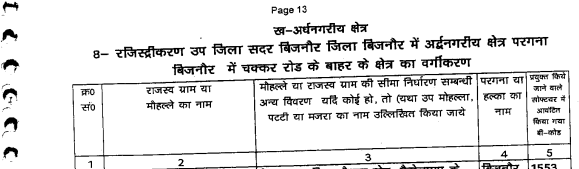 Page 13
ख-अर्धनगरीय क्षेत्र
8- रजिस्ट्रीकरण उप जिला सदर बिजनौर जिला बिजनौर में अर्द्धनगरीय क्षेत्र परगना
बिजनौर में चक्कर रोड के बाहर के क्षेत्र का वर्गीकरण
क्र0 सं0
राजस्व ग्राम या
मौहल्ले का नाम
मौहल्ले या राजस्व ग्राम की सीमा निर्धारण सम्बन्धी
अन्य विवरण यदि कोई हो, तो (यथा उप मोहल्ला,
पटटी या मजरा का नाम उल्लिखित किया जाये
परगना या
हल्का का
नाम
प्रयुक्त किये
जाने वाले
सोफ्टवर में
आवंटित
किया गया
वी-कोड
1 2 3 4 5
बिजनौर 1553